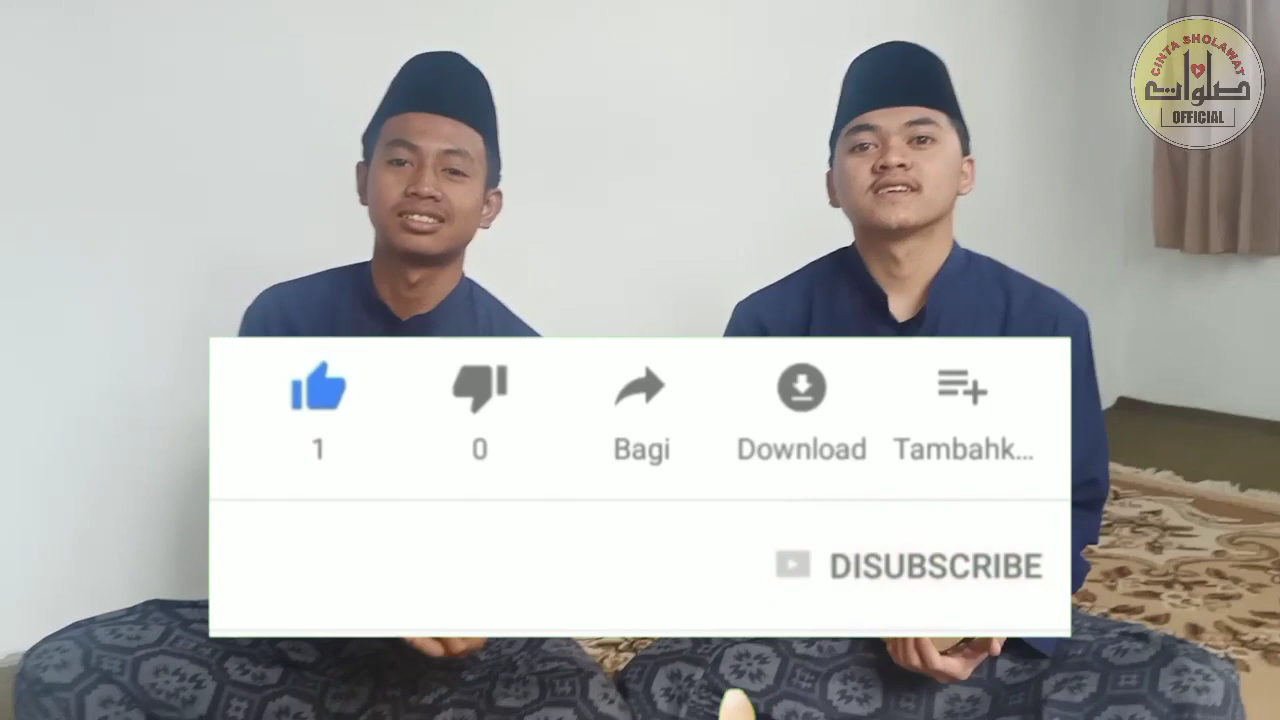 CINTA SHOLAWAT
صلوات
OFFICIAL
1
0
Bagi
Download
Tambahk...
DISUBSCRIBE